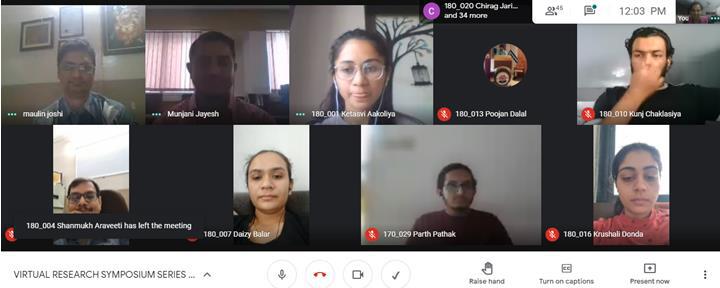 180_020 Chirag Jari...
and 34 more
45
12:03 PM
You
maulin joshi
Munjani Jayesh
180_001 Ketasvi Aakoliya
180_013 Poojan Dalal
180_010 Kunj Chaklasiya
180_004 Shanmukh Araveeti has left the meeting
180_007 Daizy Balar
170_029 Parth Pathak
180_016 Krushali Donda
VIRTUAL RESEARCH SYMPOSIUM SERIES ...
Raise hand
Turn on captions
Present now